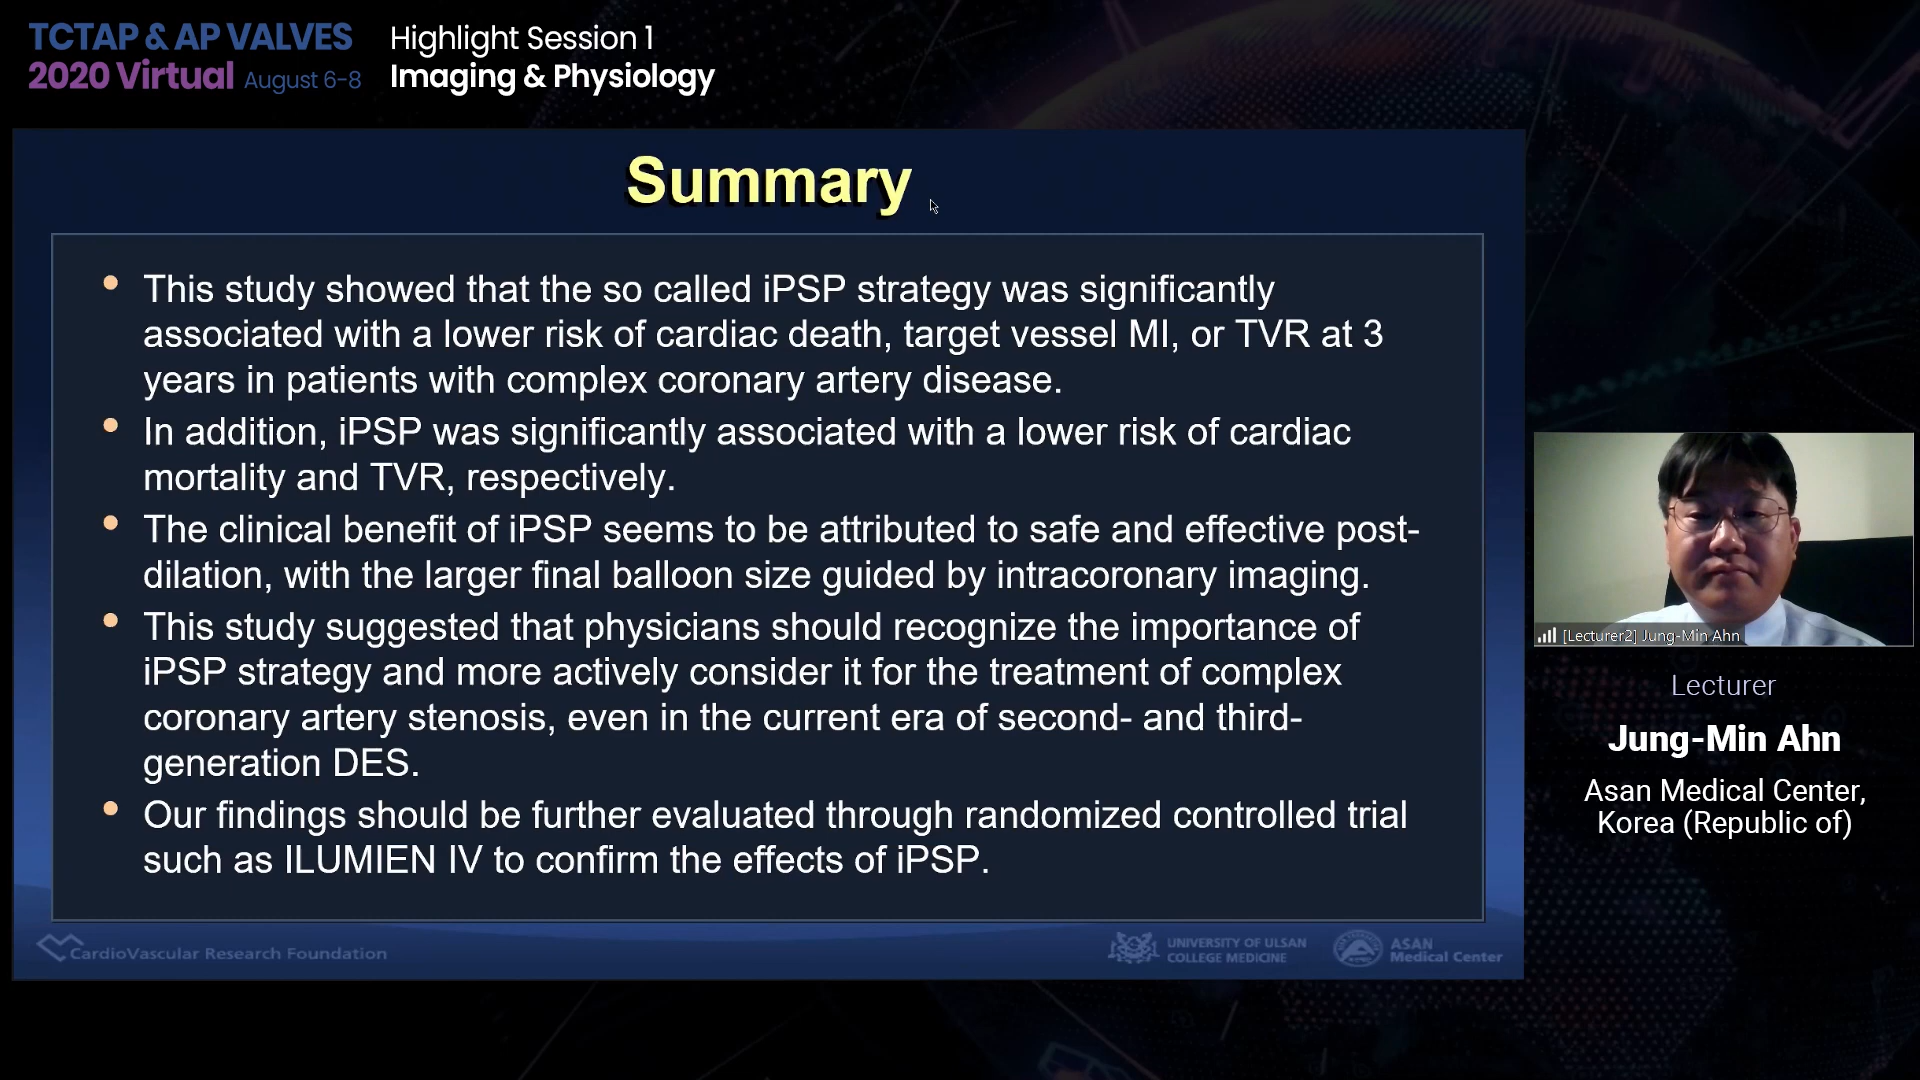 TCTAP & AP VALVES
2020 Virtual August 6-8
Highlight Session 1
Imaging & Physiology
Summary
• This study showed that the so called iPSP strategy was significantly
associated with a lower risk of cardiac death, target vessel MI, or TVR at 3
years in patients with complex coronary artery disease.
• In addition, iPSP was significantly associated with a lower risk of cardiac
mortality and TVR, respectively.
• The clinical benefit of iPSP seems to be attributed to safe and effective post-
dilation, with the larger final balloon size guided by intracoronary imaging.
• This study suggested that physicians should recognize the importance of
iPSP strategy and more actively consider it for the treatment of complex
coronary artery stenosis, even in the current era of second- and third-
generation DES.
• Our findings should be further evaluated through randomized controlled trial
such as ILUMIEN IV to confirm the effects of iPSP.
CardioVascular Research Foundation
UNIVERSITY OF ULSAN
COLLEGE MEDICINE
ASAN
Medical Center
[Lecturer2] Jung-Min Ahn
Lecturer
Jung-Min Ahn
Asan Medical Center,
Korea (Republic of)